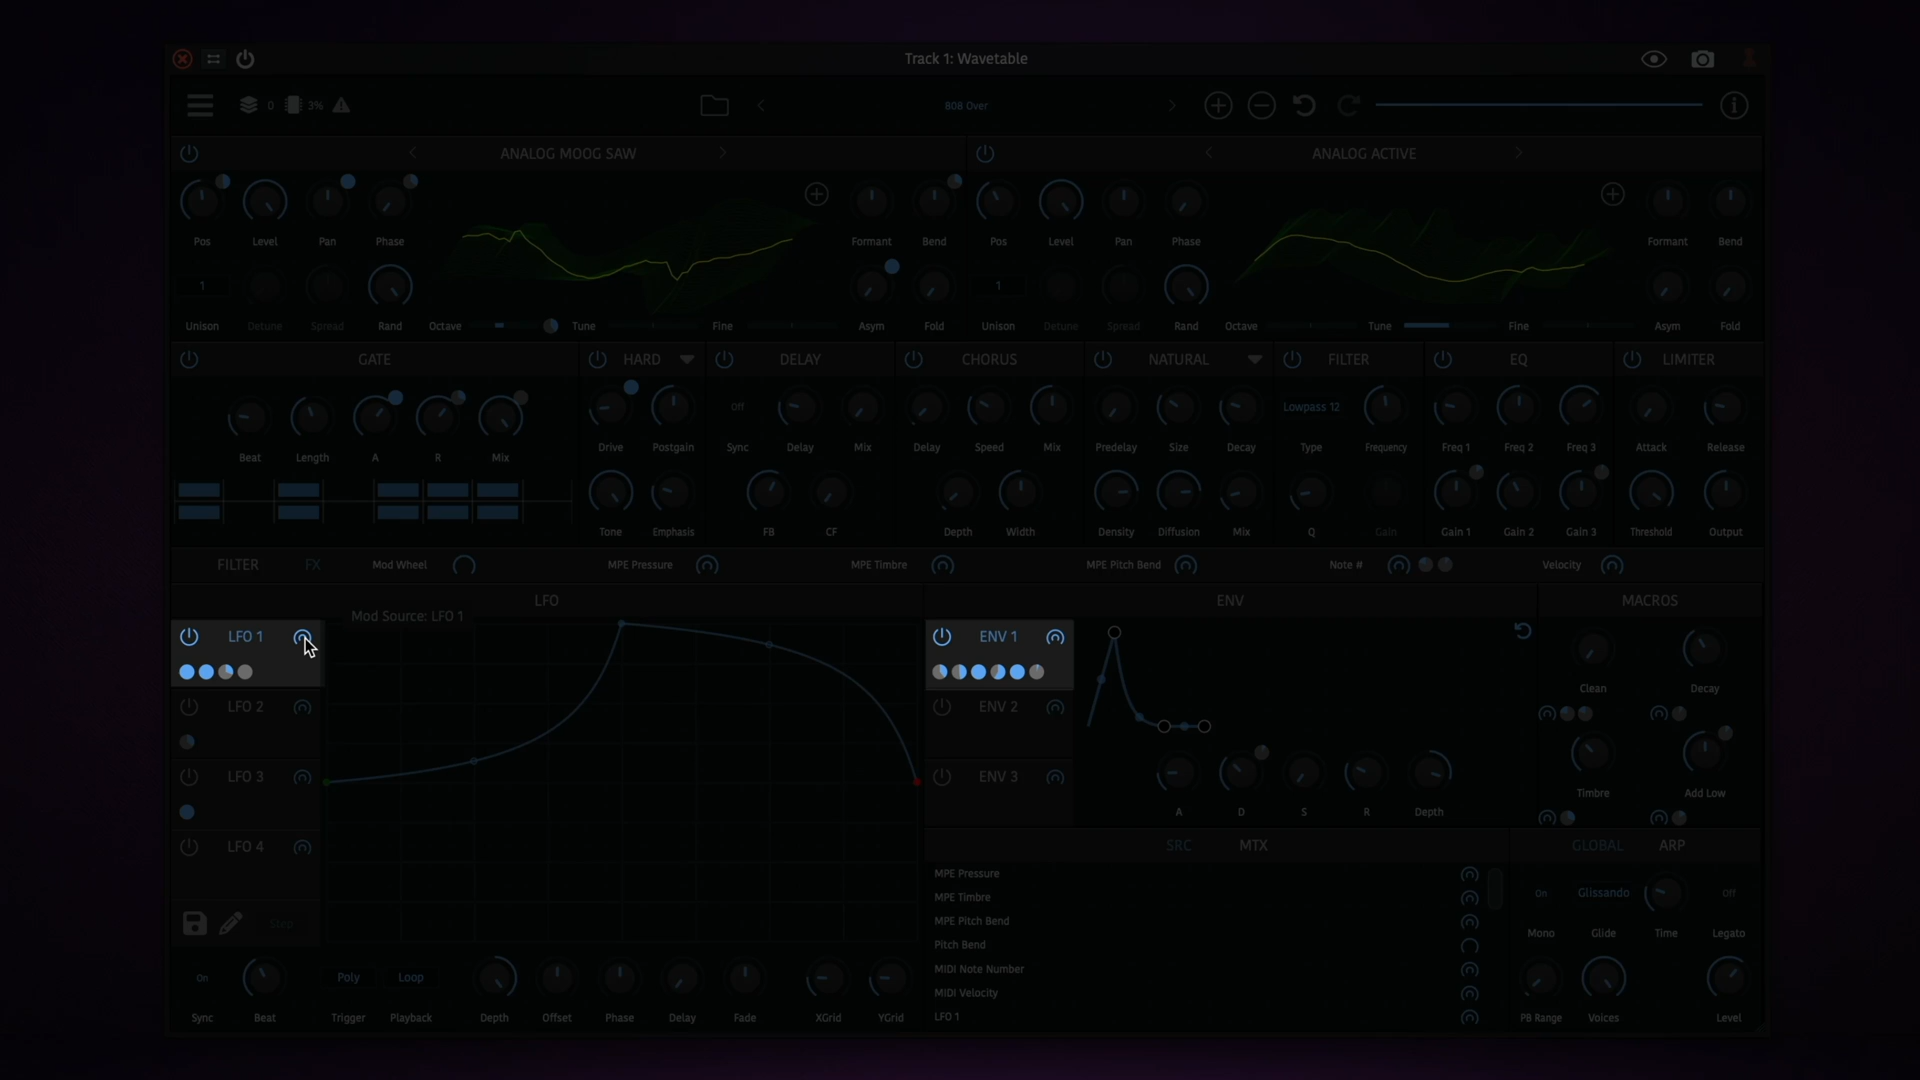 Track 1: Wavetable
0 3% 808 Over
ANALOG MOOG SAW ANALOG ACTIVE
Pos Level Pan Phase Formant Bend Pos Level Pan Phase Formant Bend
1 1
Unison Detune Spread Rand Octave Tune Fine Asym Fold Unison Detune Spread Rand Octave Tune Fine Asym Fold
GATE HARD DELAY CHORUS NATURAL FILTER EQ LIMITER
Off Lowpass 12
Beat Length A R Mix Drive Postgain Sync Delay Mix Delay Speed Mix Predelay Size Decay Type Frequency Freq 1 Freq 2 Freq 3 Attack Release
Tone Emphasis FB CF Depth Width Density Diffusion Mix Q Gain Gain 1 Gain 2 Gain 3 Threshold Output
FILTER FX Mod Wheel MPE Pressure MPE Timbre MPE Pitch Bend Note # Velocity
LFO ENV MACROS
Mod Source: LFO 1
LFO 1 ENV 1
Clean Decay
LFO 2 ENV 2
LFO 3 ENV 3
Timbre Add Low
A D S R Depth
LFO 4 SRC MTX GLOBAL ARP
MPE Pressure
MPE Timbre On Glissando Off
MPE Pitch Bend
Step Mono Glide Time Legato
Pitch Bend
MIDI Note Number
On Poly Loop
MIDI Velocity
LFO 1
Sync Beat Trigger Playback Depth Offset Phase Delay Fade XGrid YGrid PB Range Voices Level